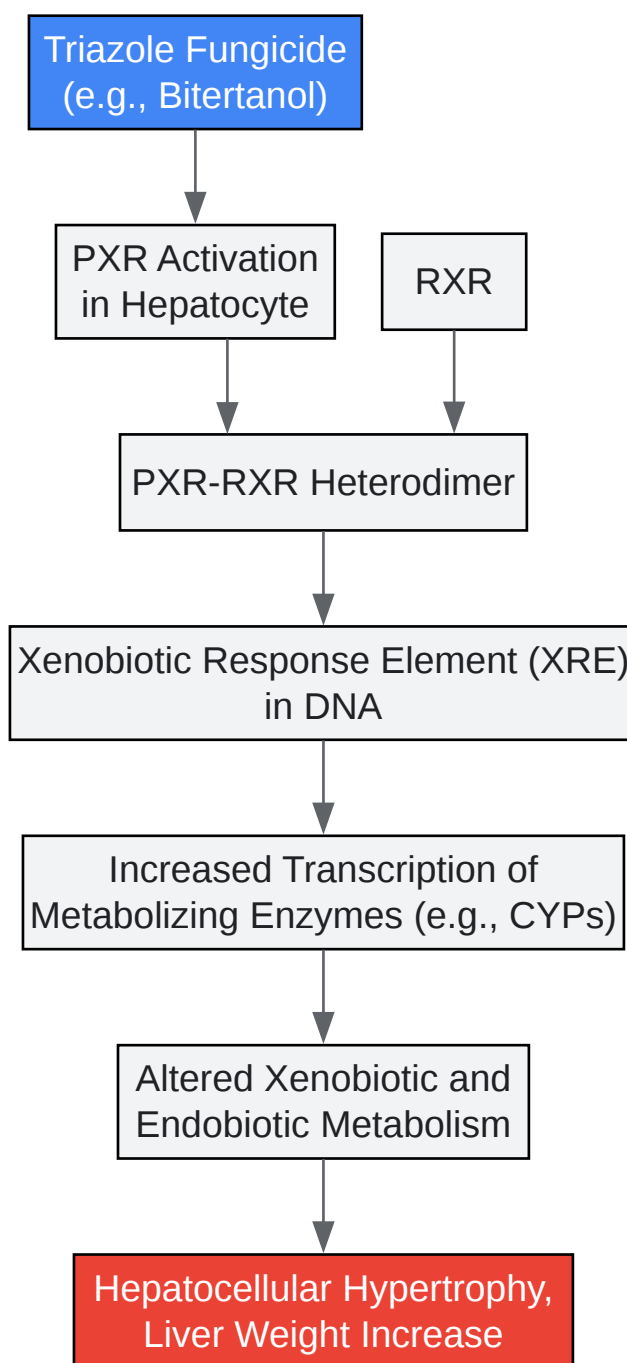 Triazole Fungicide
(e.g., Bitertanol)
PXR Activation
in Hepatocyte
RXR
PXR-RXR Heterodimer
Xenobiotic Response Element (XRE)
in DNA
Increased Transcription of
Metabolizing Enzymes (e.g., CYPs)
Altered Xenobiotic and
Endobiotic Metabolism
Hepatocellular Hypertrophy,
Liver Weight Increase